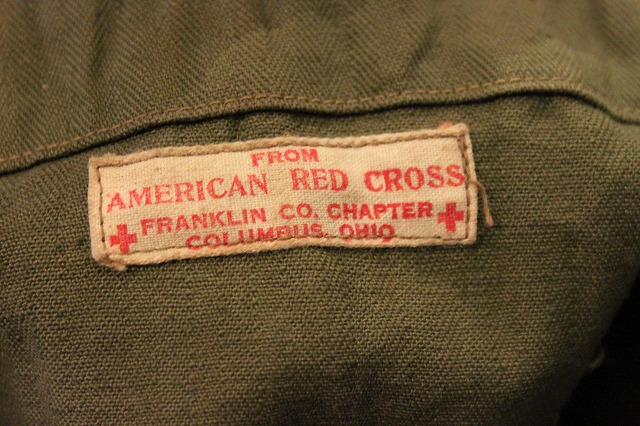 FROM
AMERICAN RED CROSS
FRANKLIN CO. CHAPTER
COLUMBUS, OHIO